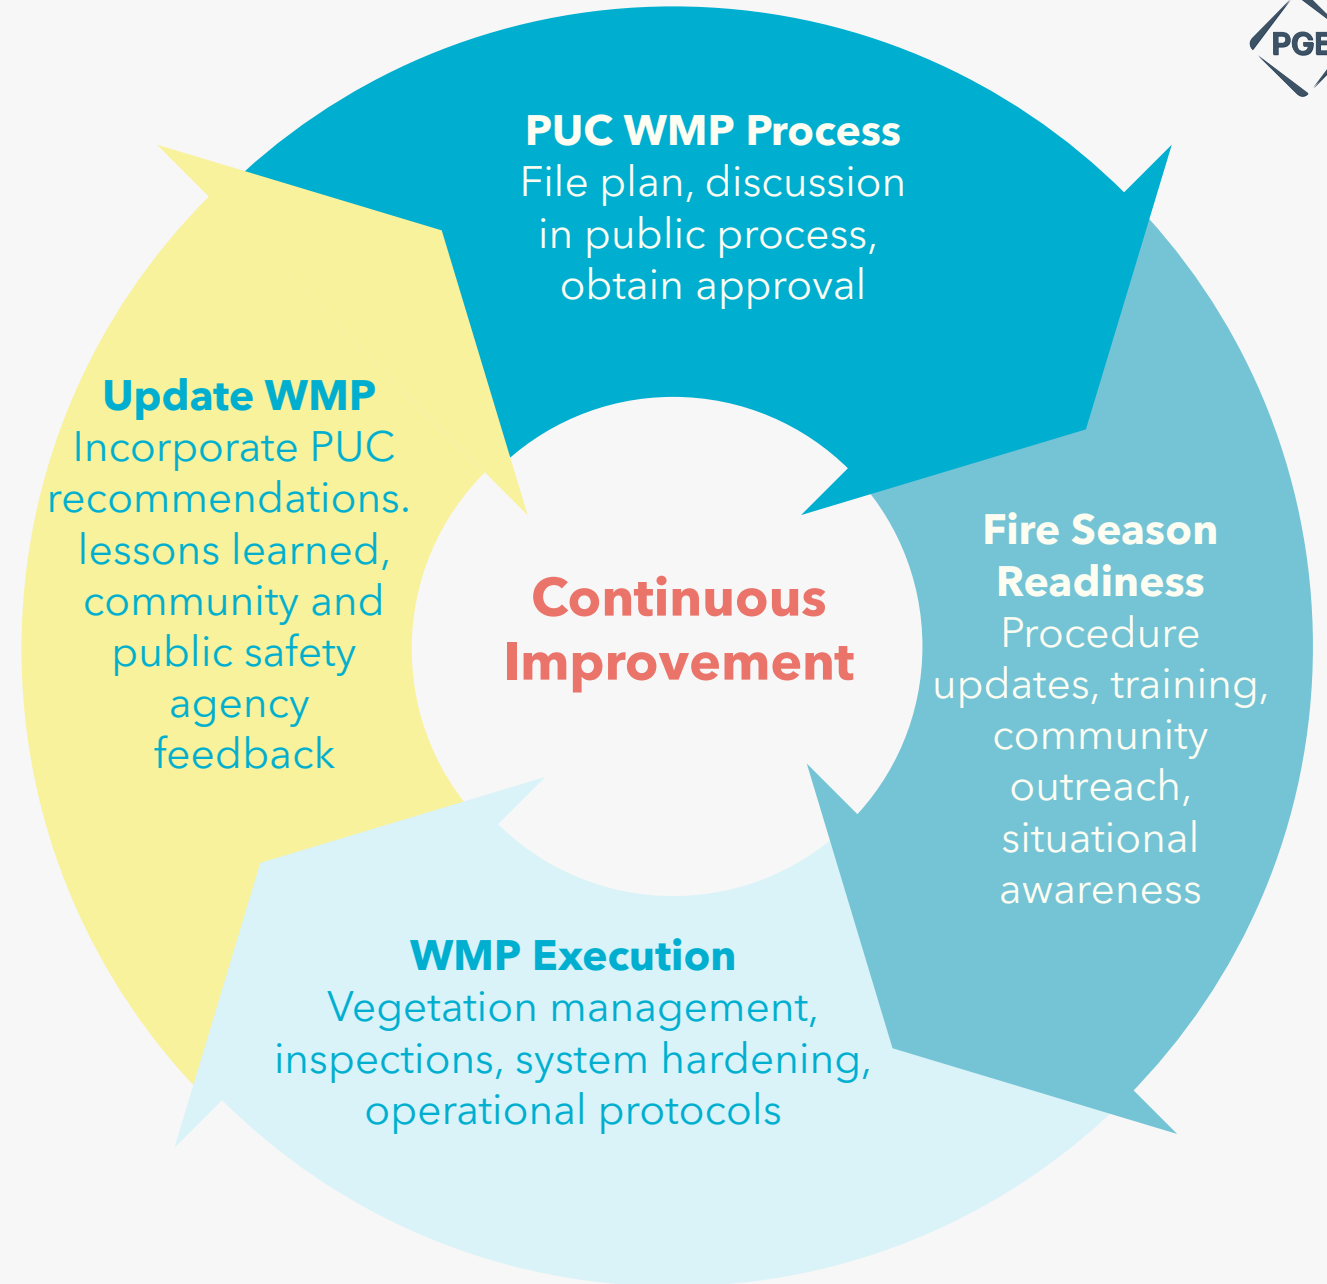 PGE
PUC WMP Process
File plan, discussion
in public process,
obtain approval
Fire Season
Readiness
Procedure
updates, training,
community
outreach,
situational
awareness
WMP Execution
Vegetation management,
inspections, system hardening,
operational protocols
Update WMP
Incorporate PUC
recommendations.
lessons learned,
community and
public safety
agency
feedback
Continuous
Improvement